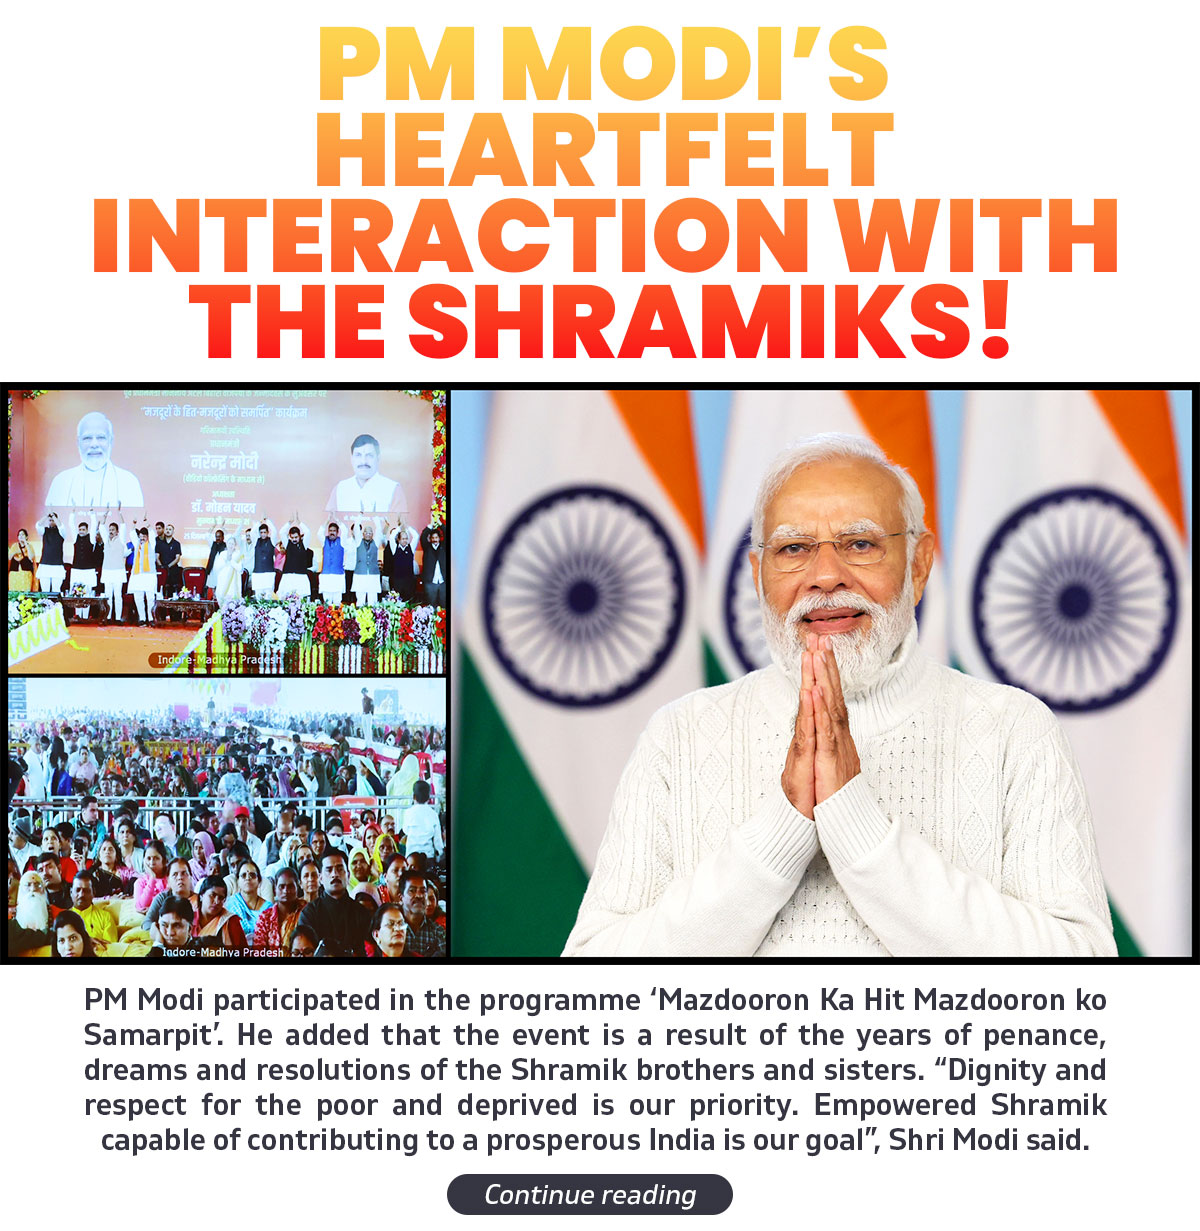 PM MODI’S
HEARTFELT
INTERACTION WITH
THE SHRAMIKS!
"मजदूरों के हित-मजदूरों को समर्पित" कार्यक्रम
नरेन्द्र मोदी
डॉ. मोहन यादव
Indore-Madhya Pradesh
Indore-Madhya Pradesh
PM Modi participated in the programme ‘Mazdooron Ka Hit Mazdooron ko
Samarpit’. He added that the event is a result of the years of penance,
dreams and resolutions of the Shramik brothers and sisters. “Dignity and
respect for the poor and deprived is our priority. Empowered Shramik
capable of contributing to a prosperous India is our goal”, Shri Modi said.
Continue reading